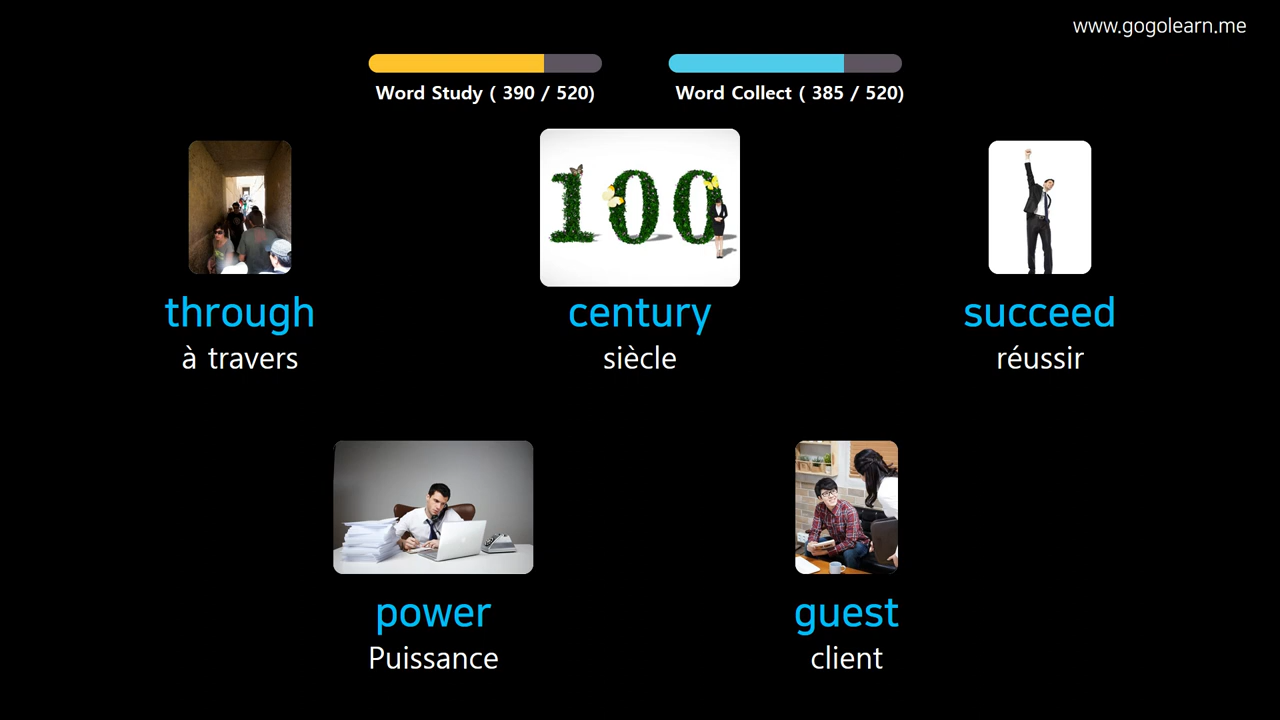 www.gogolearn.me
Word Study ( 390 / 520)
Word Collect ( 385 / 520)
100
through
century
succeed
à travers
siècle
réussir
power
guest
Puissance
client